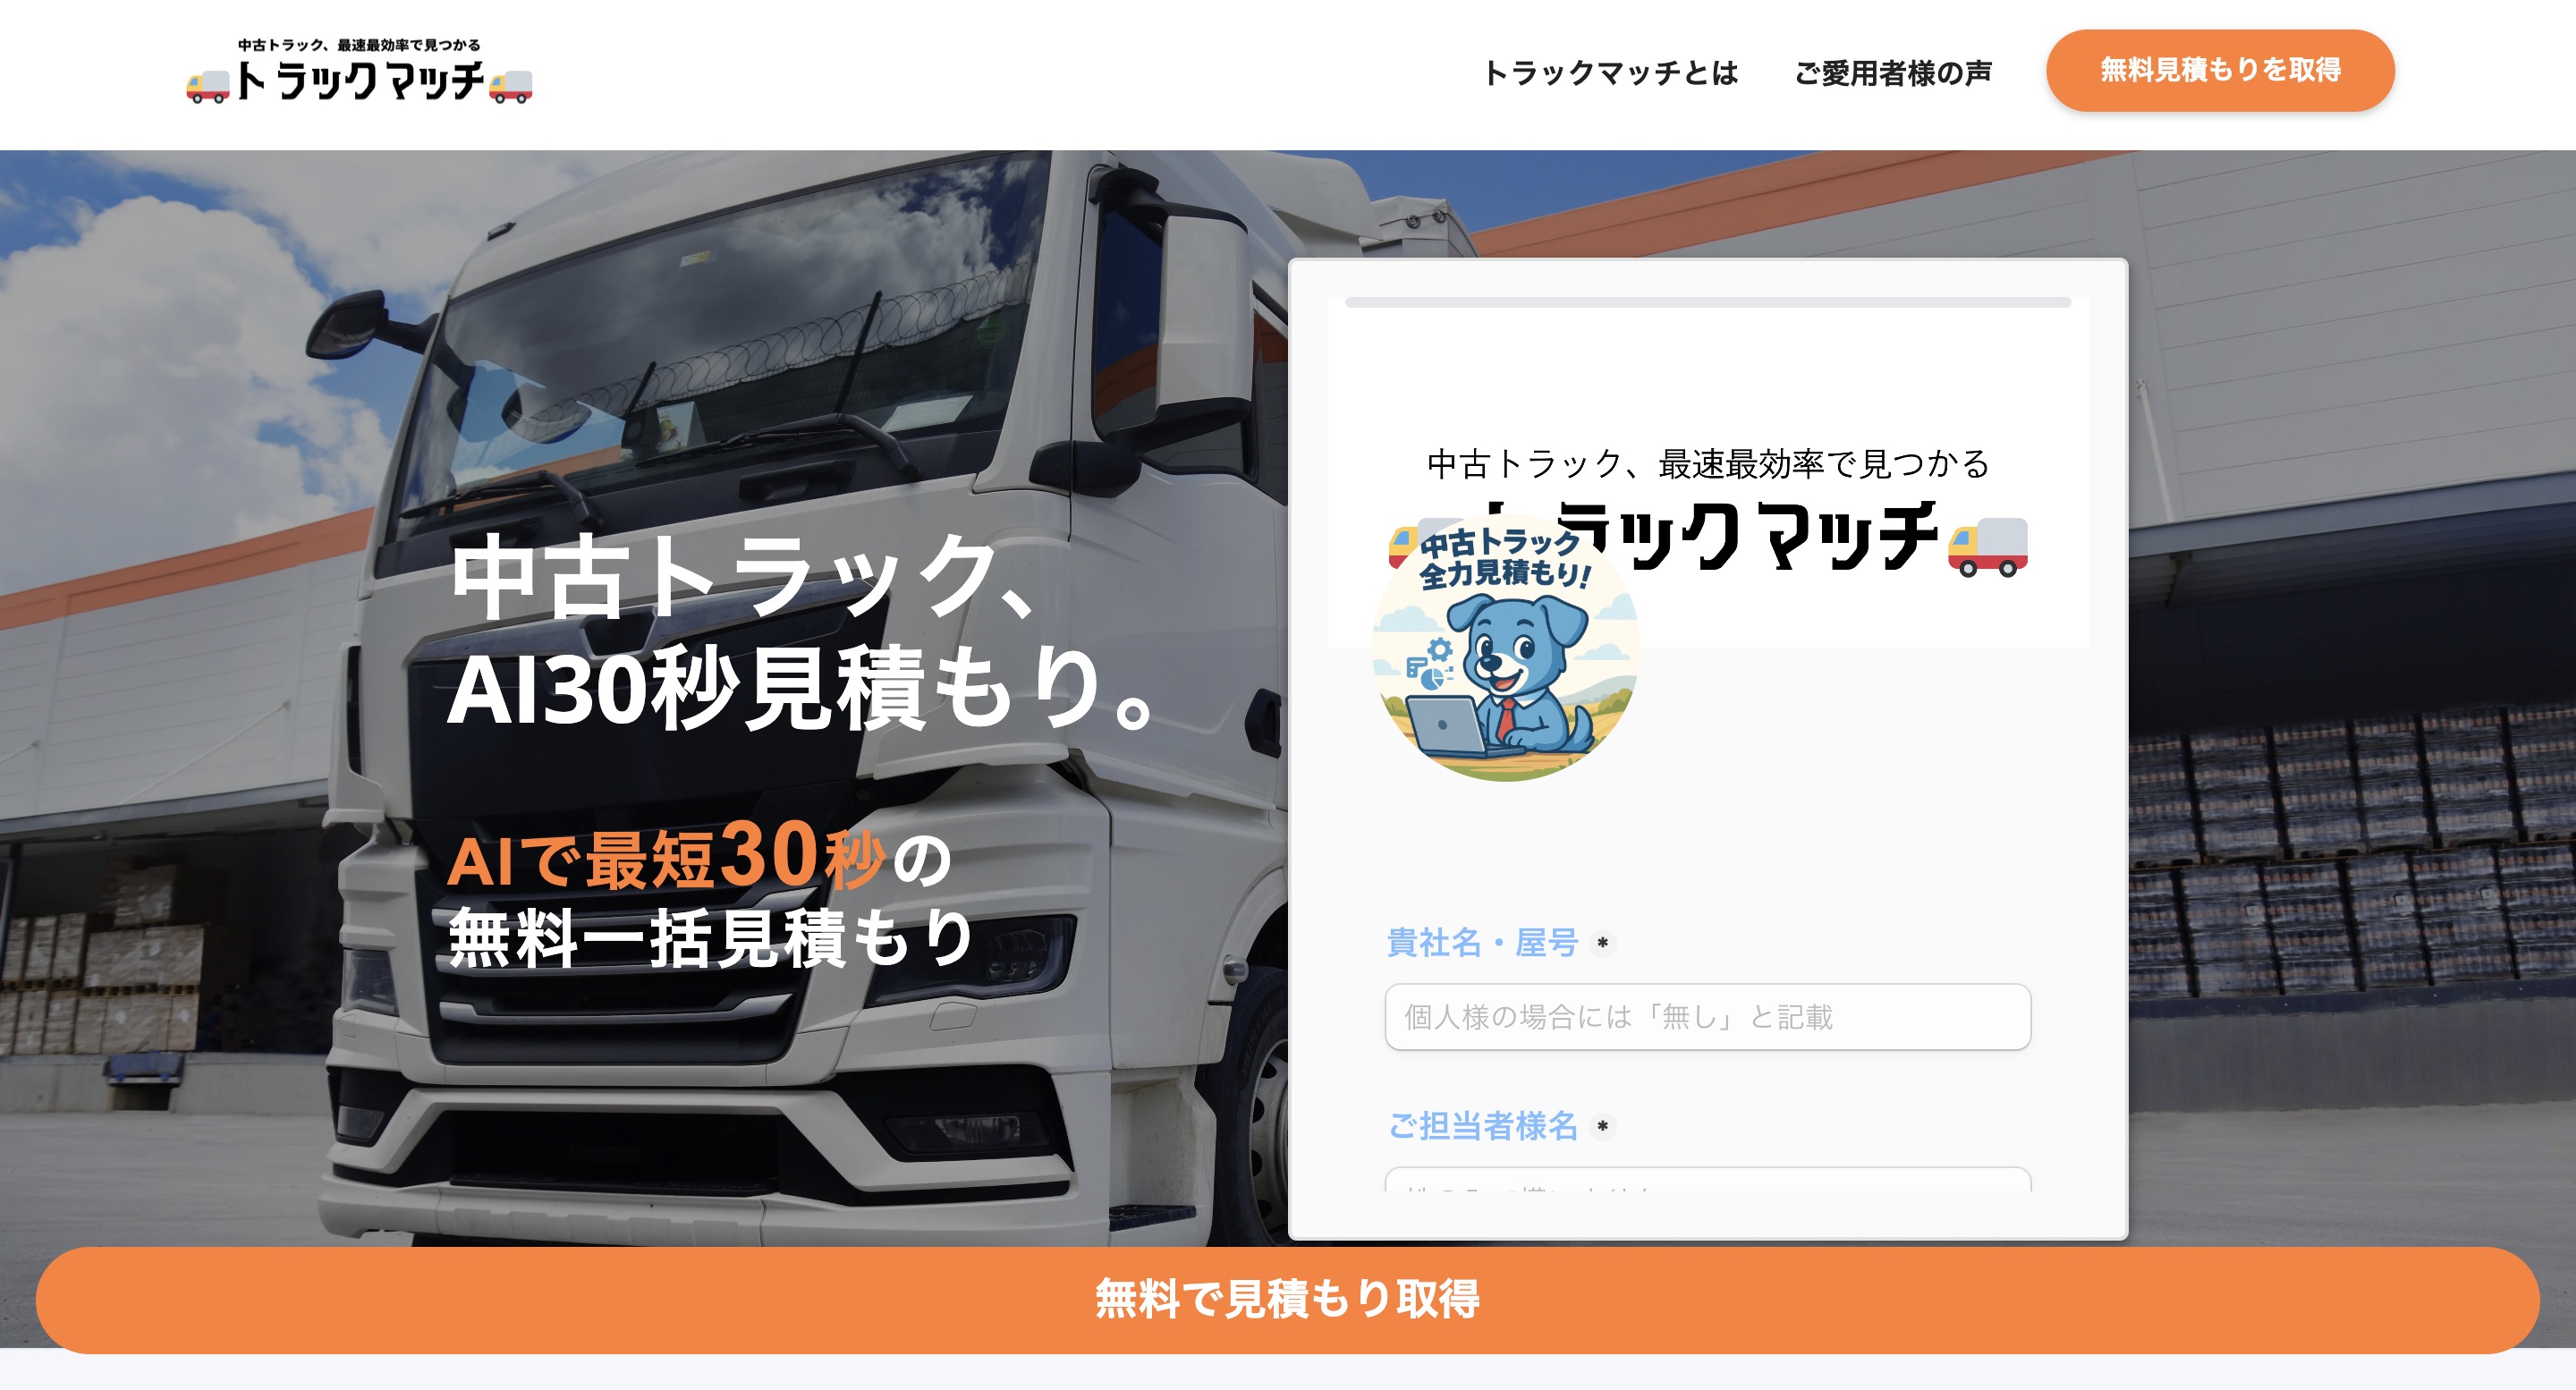 中古トラック、最速最効率で見つかる
トラックマッチ
トラックマッチとは
ご愛用者様の声
無料見積もりを取得
中古トラック、
AI30秒見積もり。
AIで最短30秒の
無料一括見積もり
中古トラック、最速最効率で見つかる
ラックマッチ
中古トラック
全力見積もり!
貴社名・屋号 *
個人様の場合には「無し」と記載
ご担当者様名 *
無料で見積もり取得